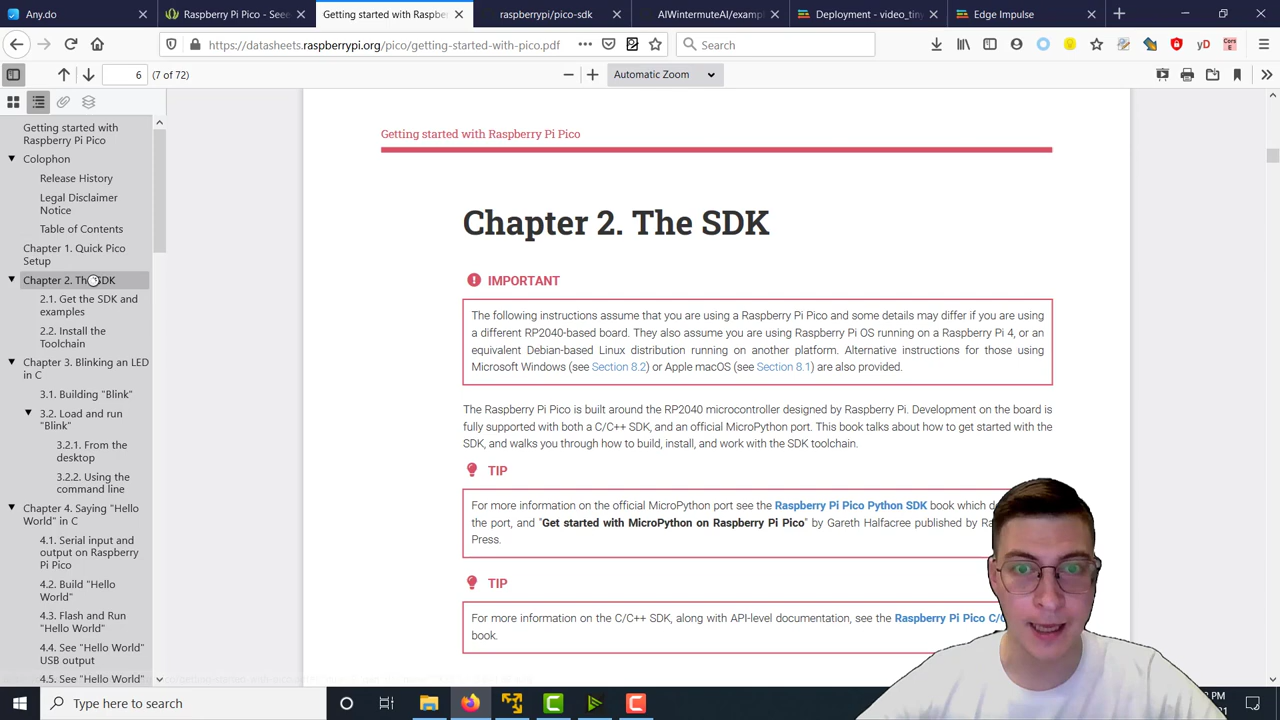 Any.do
Raspberry Pi Pico - Seee
Getting started with Raspbe
raspberrypi/pico-sdk
AIWintermuteAI/examp
Deployment - video_tiny
Edge Impulse
https://datasheets.raspberrypi.org/pico/getting-started-with-pico.pdf
Search
6
(7 of 72)
Automatic Zoom
Getting started with
Raspberry Pi Pico
Colophon
Release History
Legal Disclaimer
Notice
Table of Contents
Chapter 1. Quick Pico
Setup
Chapter 2. The SDK
2.1. Get the SDK and
examples
2.2. Install the
Toolchain
Chapter 3. Blinking an LED
in C
3.1. Building "Blink"
3.2. Load and run
"Blink"
3.2.1. From the
desktop
3.2.2. Using the
command line
Chapter 4. Saying "Hello
World" in C
4.1. Serial input and
output on Raspberry
Pi Pico
4.2. Build "Hello
World"
4.3. Flash and Run
"Hello World"
4.4. See "Hello World"
USB output
4.5. See "Hello World"
Getting started with Raspberry Pi Pico
Chapter 2. The SDK
IMPORTANT
The following instructions assume that you are using a Raspberry Pi Pico and some details may differ if you are using
a different RP2040-based board. They also assume you are using Raspberry Pi OS running on a Raspberry Pi 4, or an
equivalent Debian-based Linux distribution running on another platform. Alternative instructions for those using
Microsoft Windows (see Section 8.2) or Apple macOS (see Section 8.1) are also provided.
The Raspberry Pi Pico is built around the RP2040 microcontroller designed by Raspberry Pi. Development on the board is
fully supported with both a C/C++ SDK, and an official MicroPython port. This book talks about how to get started with the
SDK, and walks you through how to build, install, and work with the SDK toolchain.
TIP
For more information on the official MicroPython port see the Raspberry Pi Pico Python SDK book which d
the port, and "Get started with MicroPython on Raspberry Pi Pico" by Gareth Halfacree published by Ra
Press.
TIP
For more information on the C/C++ SDK, along with API-level documentation, see the Raspberry Pi Pico C/C
book.
Type here to search